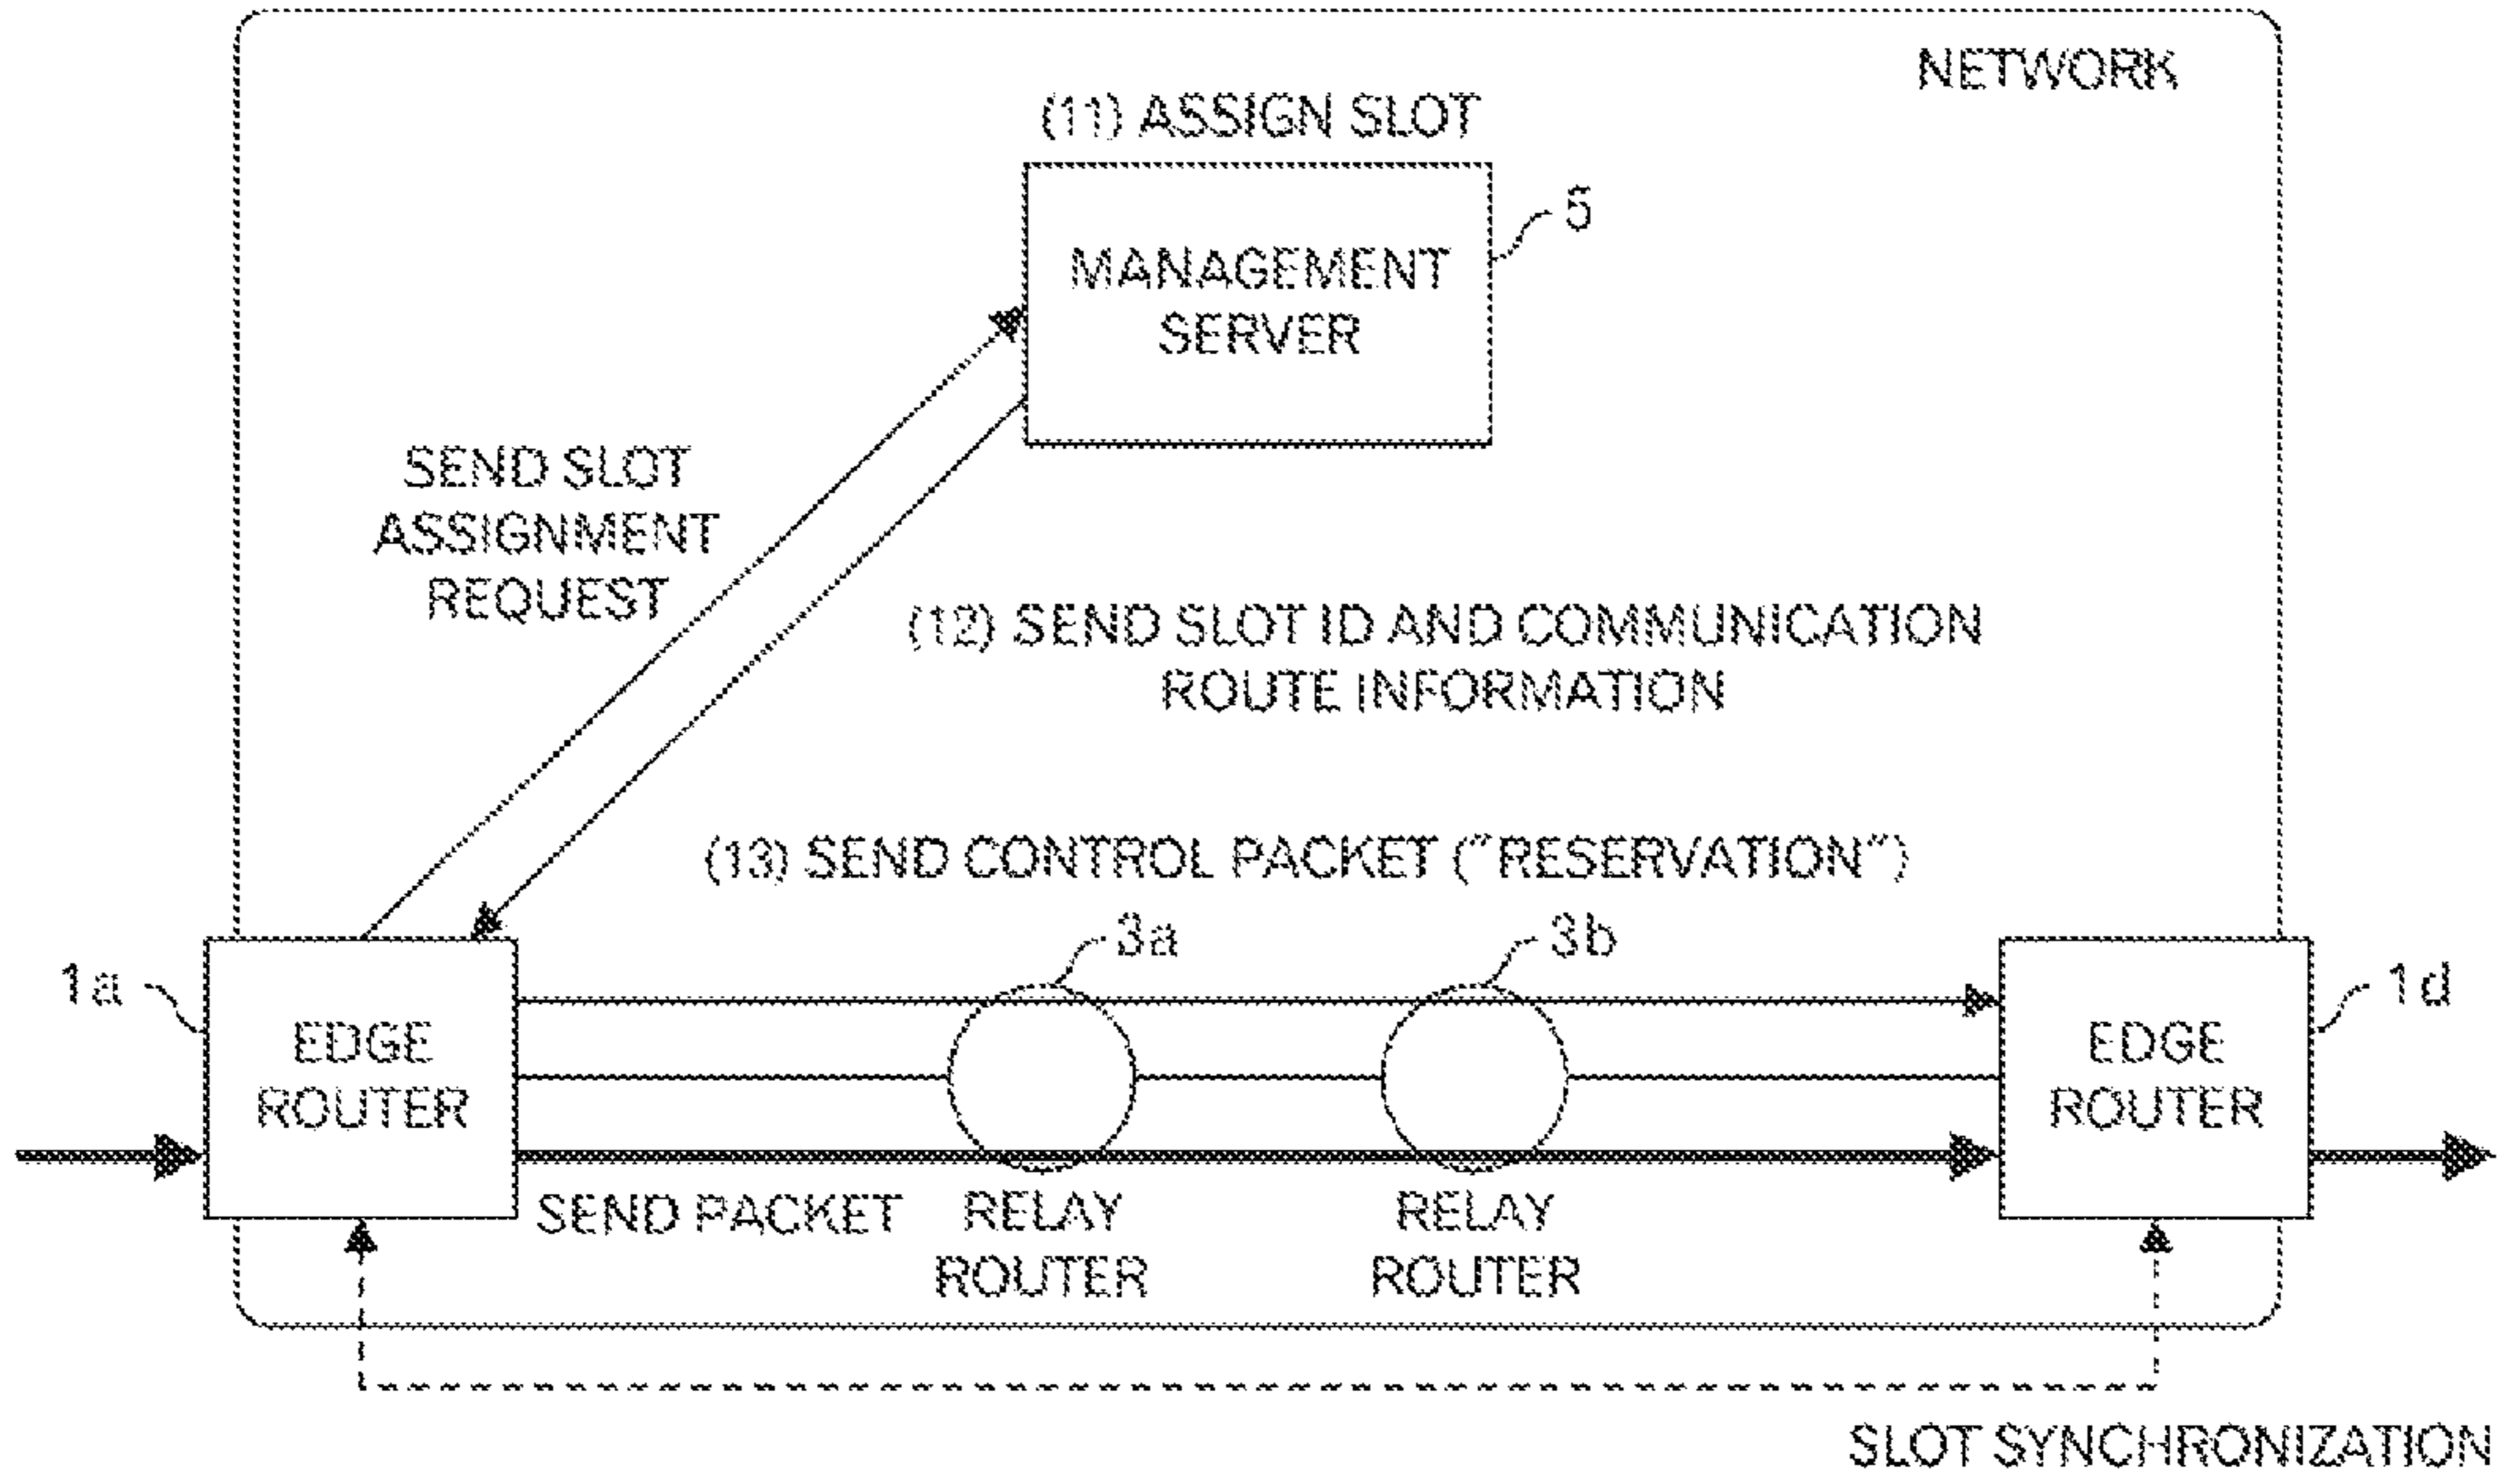 NETWORK
(11) ASSIGN SLOT
5
MANAGEMENT
SERVER
SEND SLOT
ASSIGNMENT
REQUEST
(12) SEND SLOT ID AND COMMUNICATION
ROUTE INFORMATION
(13) SEND CONTROL PACKET ("RESERVATION")
3a
3b
1a
1d
EDGE
ROUTER
EDGE
ROUTER
SEND PACKET
RELAY
ROUTER
RELAY
ROUTER
SLOT SYNCHRONIZATION